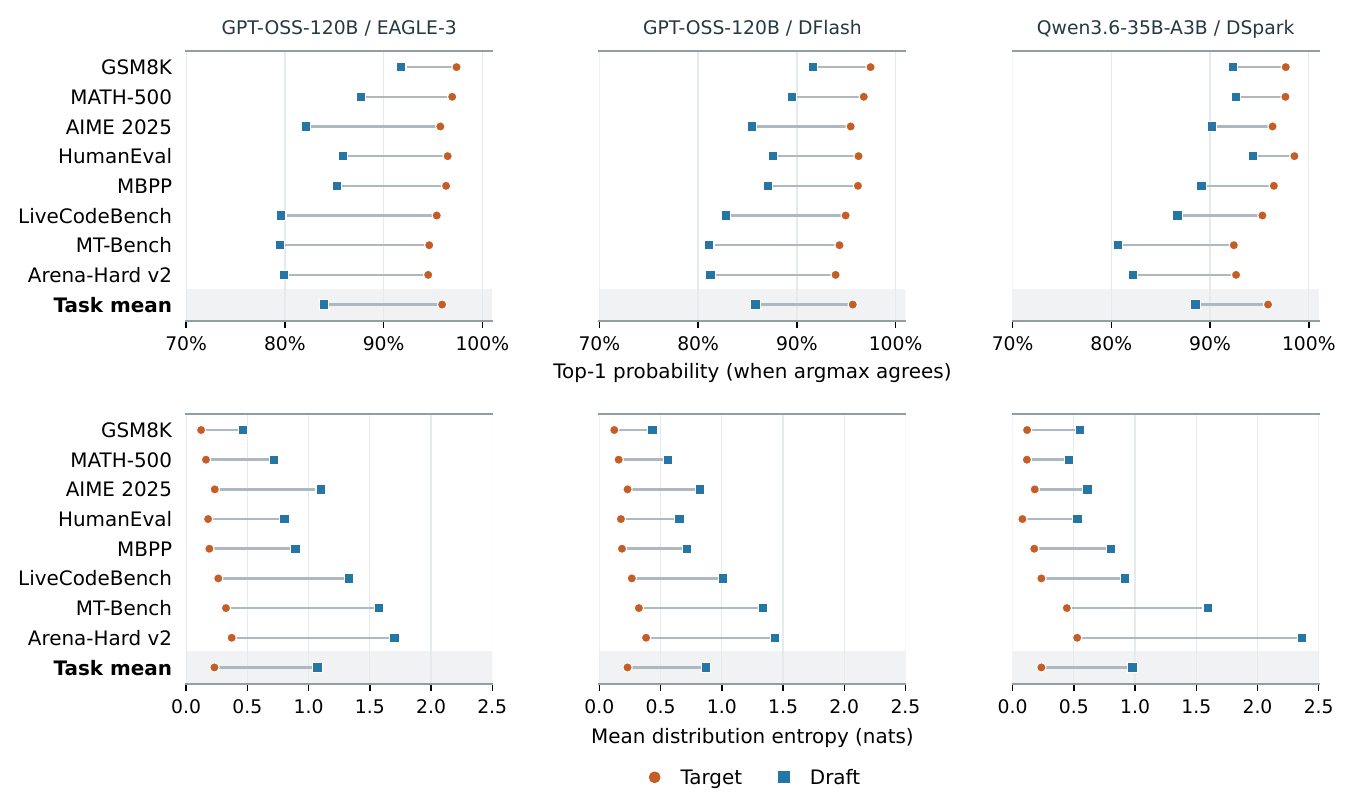 GPT-OSS-120B / EAGLE-3
GPT-OSS-120B / DFlash
Qwen3.6-35B-A3B / DSpark
GSM8K
MATH-500
AIME 2025
HumanEval
MBPP
LiveCodeBench
MT-Bench
Arena-Hard v2
Task mean
70% 80% 90% 100%
70% 80% 90% 100%
70% 80% 90% 100%
Top-1 probability (when argmax agrees)
GSM8K
MATH-500
AIME 2025
HumanEval
MBPP
LiveCodeBench
MT-Bench
Arena-Hard v2
Task mean
0.0 0.5 1.0 1.5 2.0 2.5
0.0 0.5 1.0 1.5 2.0 2.5
0.0 0.5 1.0 1.5 2.0 2.5
Mean distribution entropy (nats)
Target Draft